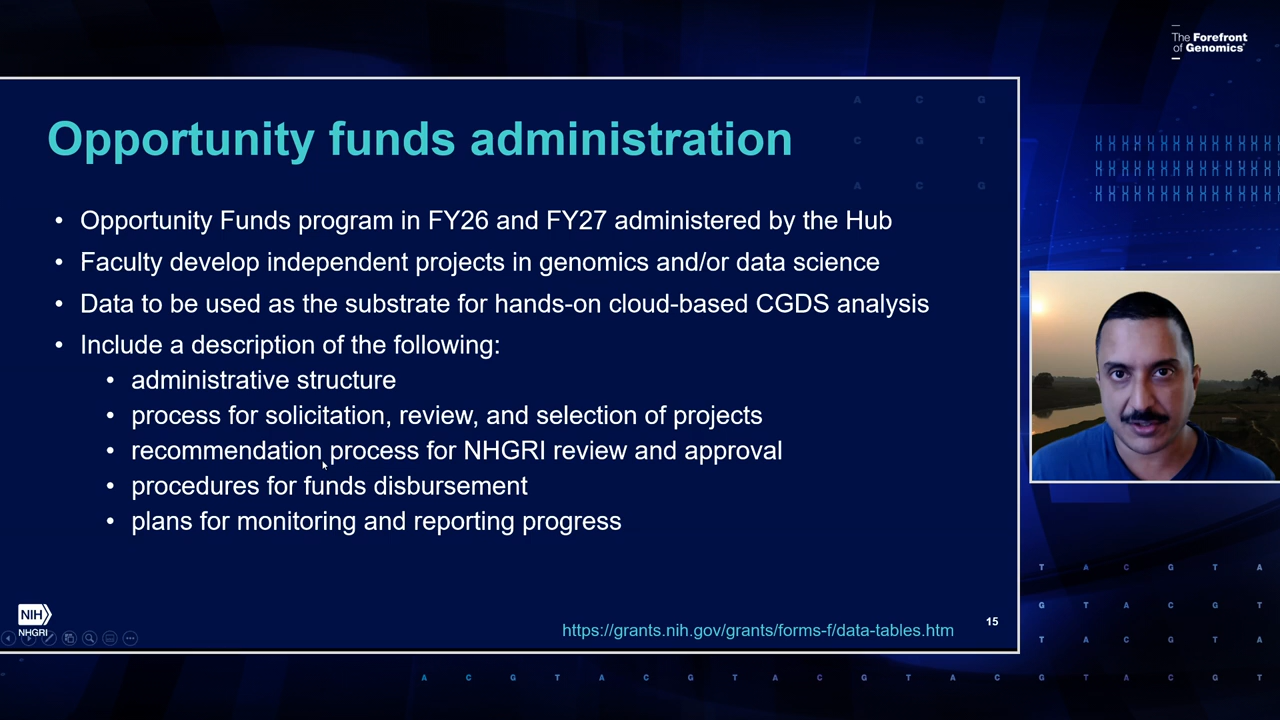 The Forefront
of Genomics®
Opportunity funds administration
A C G
C G T
A C G
• Opportunity Funds program in FY26 and FY27 administered by the Hub
• Faculty develop independent projects in genomics and/or data science
• Data to be used as the substrate for hands-on cloud-based CGDS analysis
• Include a description of the following:
• administrative structure
• process for solicitation, review, and selection of projects
• recommendation process for NHGRI review and approval
• procedures for funds disbursement
• plans for monitoring and reporting progress
NIH
NHGRI
https://grants.nih.gov/grants/forms-f/data-tables.htm
15
T A C G T A
G T A C G T
T A C G T A
A C G T A C G T A C G T A C G T A C G T